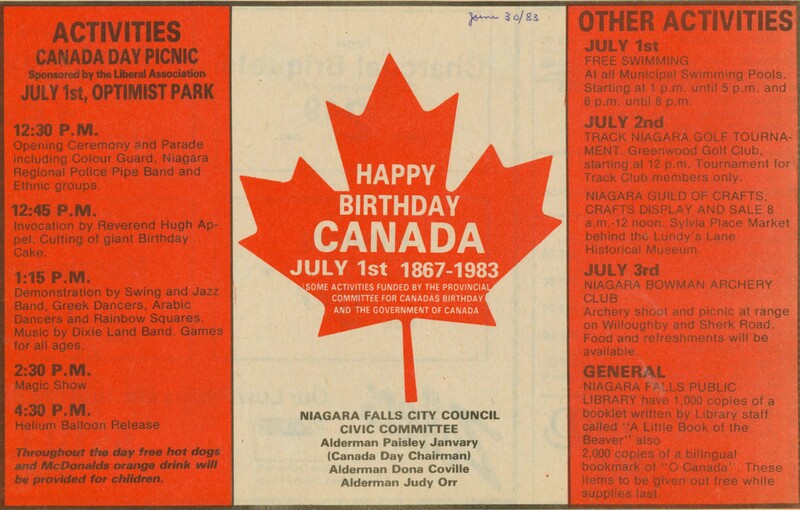 ACTIVITIES
CANADA DAY PICNIC
Sponsored by the Liberal Association
JULY 1st, OPTIMIST PARK
12:30 P.M.
Opening Ceremony and Parade
including Colour Guard, Niagara
Regional Police Pipe Band and
Ethnic groups.
12:45 P.M.
Invocation by Reverend Hugh Ap-
pel. Cutting of giant Birthday
Cake.
1:15 P.M.
Demonstration by Swing and Jazz
Band, Greek Dancers, Arabic
Dancers and Rainbow Squares.
Music by Dixie Land Band. Games
for all ages.
2:30 P.M.
Magic Show
4:30 P.M.
Helium Balloon Release
Throughout the day free hot dogs
and McDonalds orange drink will
be provided for children.
June 30/83
HAPPY
BIRTHDAY
CANADA
JULY 1st 1867-1983
SOME ACTIVITIES FUNDED BY THE PROVINCIAL
COMMITTEE FOR CANADAS BIRTHDAY
AND THE GOVERNMENT OF CANADA
NIAGARA FALLS CITY COUNCIL
CIVIC COMMITTEE
Alderman Paisley Janvary
(Canada Day Chairman)
Alderman Dona Coville
Alderman Judy Orr
OTHER ACTIVITIES
JULY 1st
FREE SWIMMING
At all Municipal Swimming Pools.
Starting at 1 p.m. until 5 p.m. and
6 p.m. until 8 p.m.
JULY 2nd
TRACK NIAGARA GOLF TOURNA-
MENT. Greenwood Golf Club,
starting at 12 p.m. Tournament for
Track Club members only.
NIAGARA GUILD OF CRAFTS,
CRAFTS DISPLAY AND SALE 8
a.m.-12 noon. Sylvia Place Market
behind the Lundy's Lane
Historical Museum.
JULY 3rd
NIAGARA BOWMAN ARCHERY
CLUB
Archery shoot and picnic at range
on Willoughby and Sherk Road.
Food and refreshments will be
available.
GENERAL
NIAGARA FALLS PUBLIC
LIBRARY have 1,000 copies of a
booklet written by Library staff
called "A Little Book of the
Beaver" also
2,000 copies of a bilingual
bookmark of "O Canada". These
items to be given out free while
supplies last.